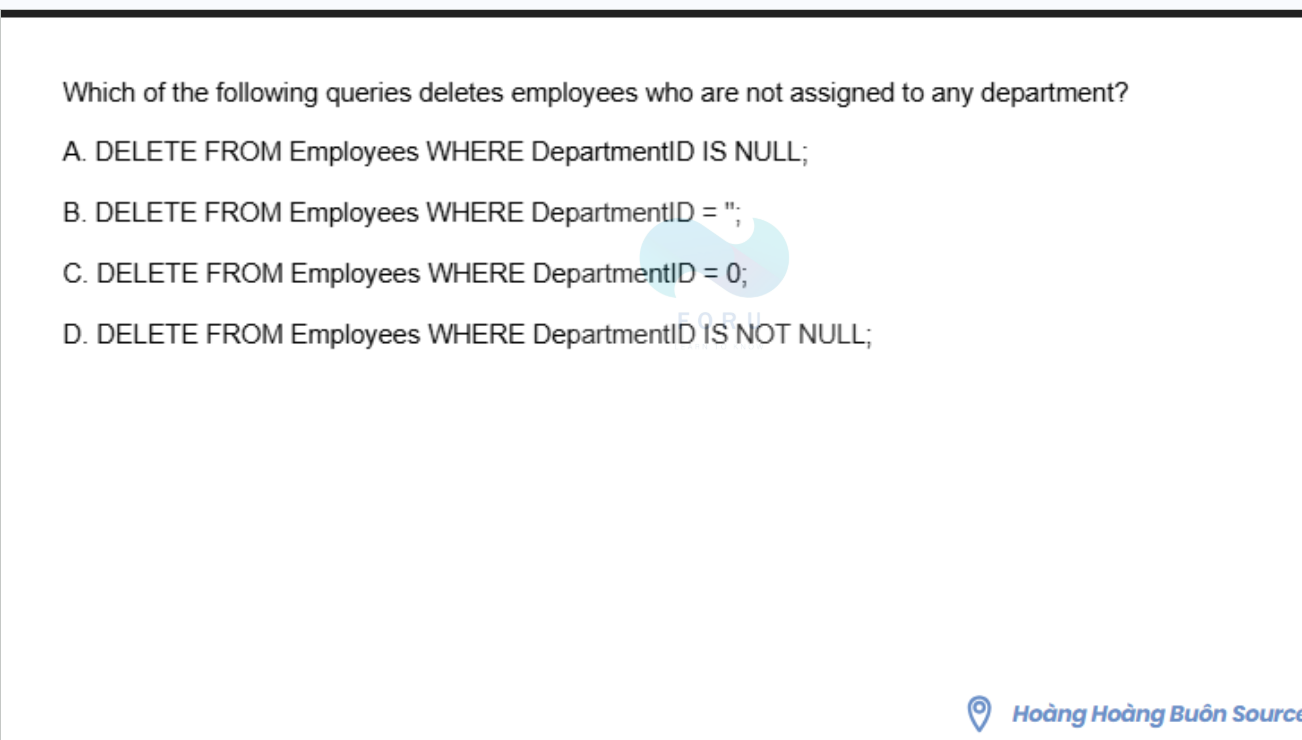 Which of the following queries deletes employees who are not assigned to any department?
A. DELETE FROM Employees WHERE DepartmentID IS NULL;
B. DELETE FROM Employees WHERE DepartmentID = '';
C. DELETE FROM Employees WHERE DepartmentID = 0;
FORU
D. DELETE FROM Employees WHERE DepartmentID IS NOT NULL;
Hoàng Hoàng Buôn Source